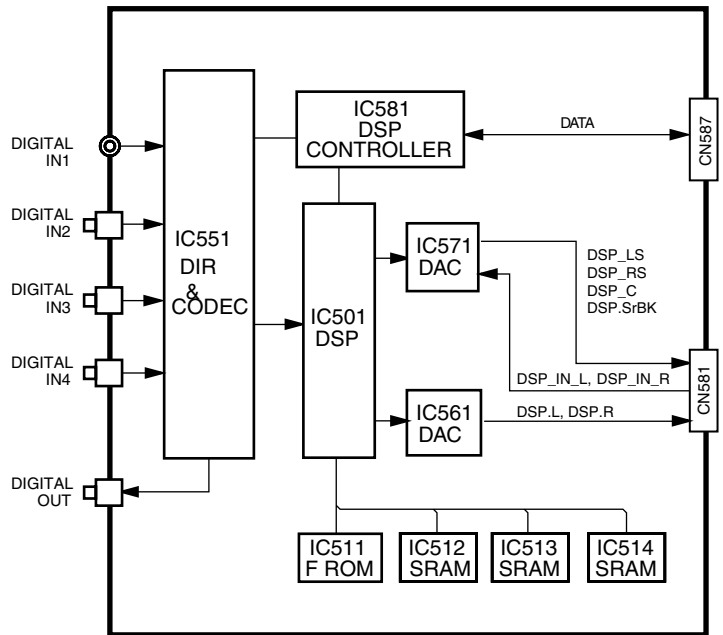 IC581
DSP
CONTROLLER
DATA
CN587
DIGITAL
IN1
DIGITAL
IN2
DIGITAL
IN3
DIGITAL
IN4
DIGITAL
OUT
IC551
DIR
&
CODEC
IC501
DSP
IC571
DAC
DSP_LS
DSP_RS
DSP_C
DSP.SrBK
DSP_IN_L, DSP_IN_R
CN581
IC561
DAC
DSP.L, DSP.R
IC511
F ROM
IC512
SRAM
IC513
SRAM
IC514
SRAM